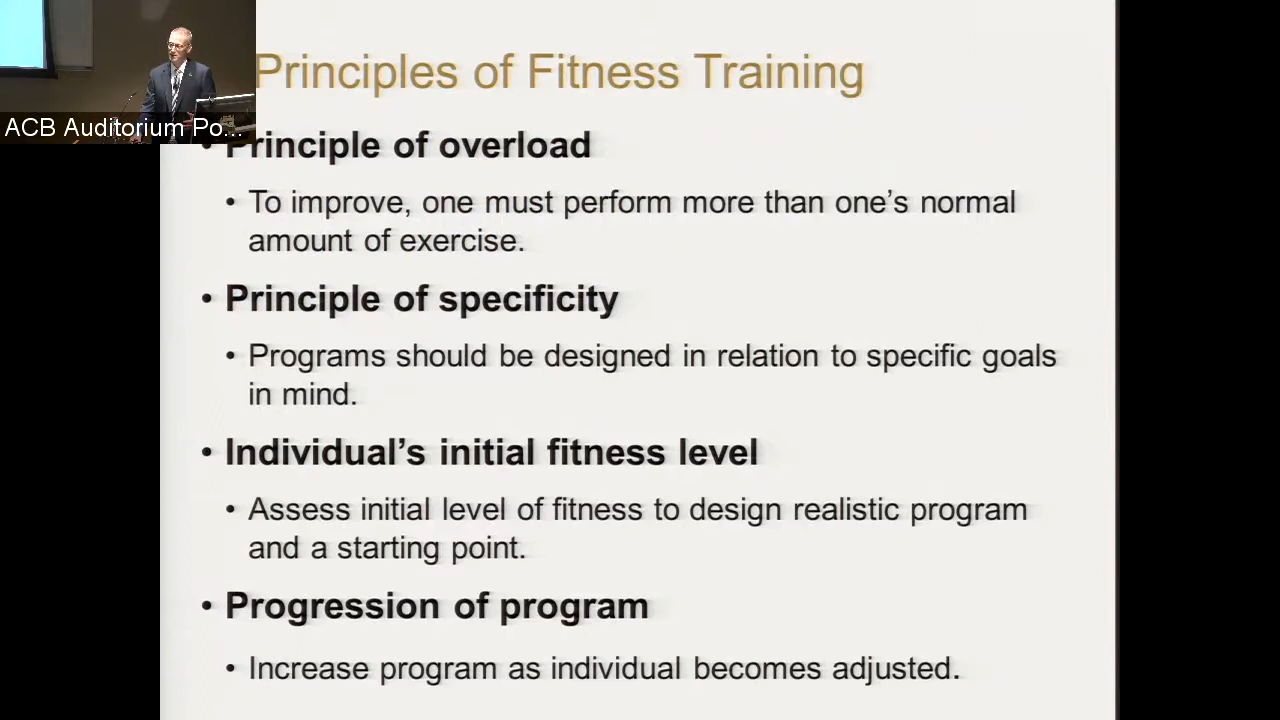 Principles of Fitness Training
ACB Auditorium Po...
• Principle of overload
• To improve, one must perform more than one’s normal
amount of exercise.
• Principle of specificity
• Programs should be designed in relation to specific goals
in mind.
• Individual’s initial fitness level
• Assess initial level of fitness to design realistic program
and a starting point.
• Progression of program
• Increase program as individual becomes adjusted.